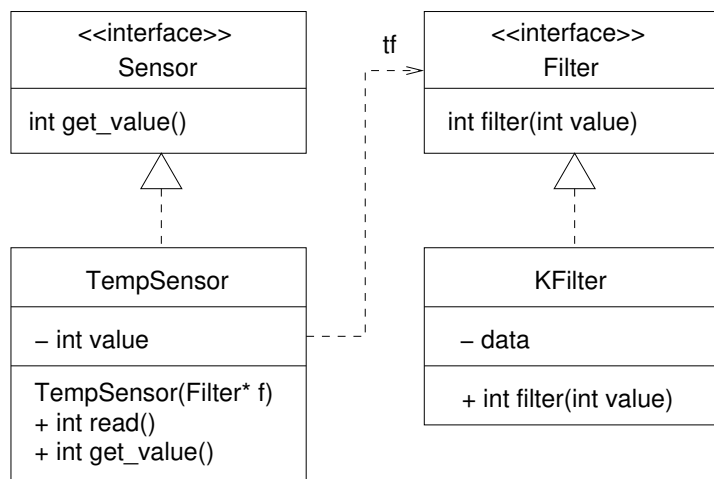 <<interface>>
Sensor
int get_value()
tf
<<interface>>
Filter
int filter(int value)
TempSensor
– int value
TempSensor(Filter* f)
+ int read()
+ int get_value()
KFilter
– data
+ int filter(int value)